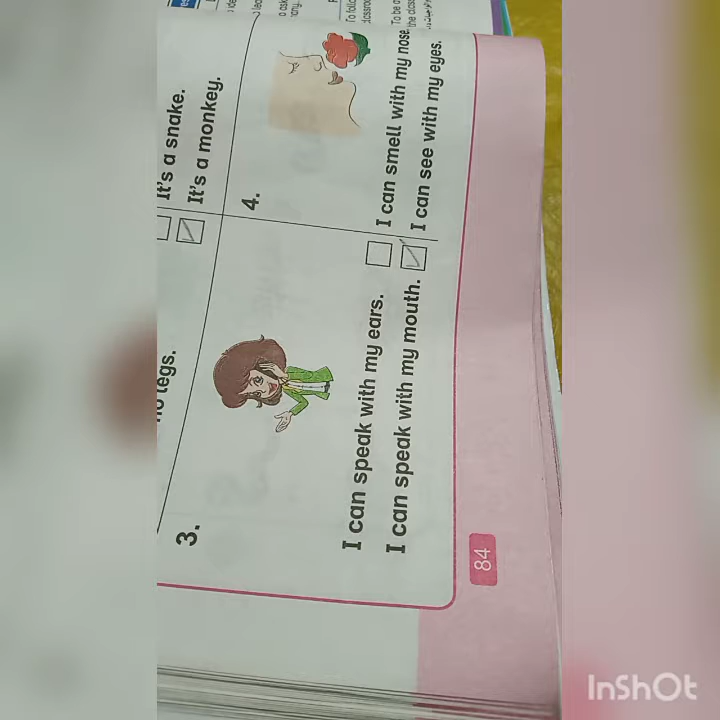 no legs.
It's a snake.
It's a monkey.
3.
I can speak with my ears.
I can speak with my mouth.
4.
I can smell with my nose.
I can see with my eyes.
84
InShOt